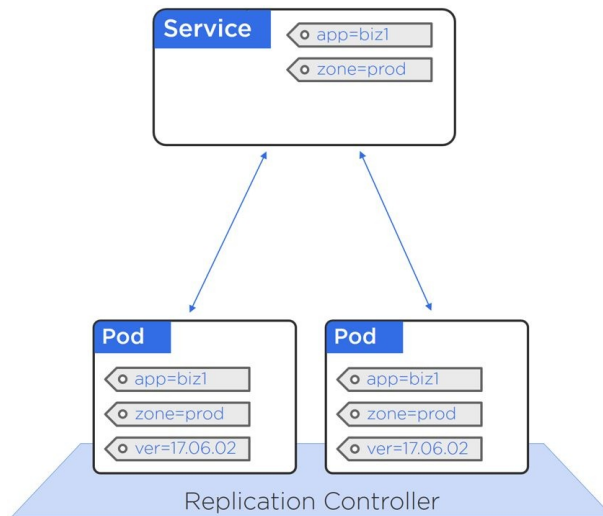 Service
app=biz1
zone=prod
Pod
app=biz1
zone=prod
ver=17.06.02
Pod
app=biz1
zone=prod
ver=17.06.02
Replication Controller